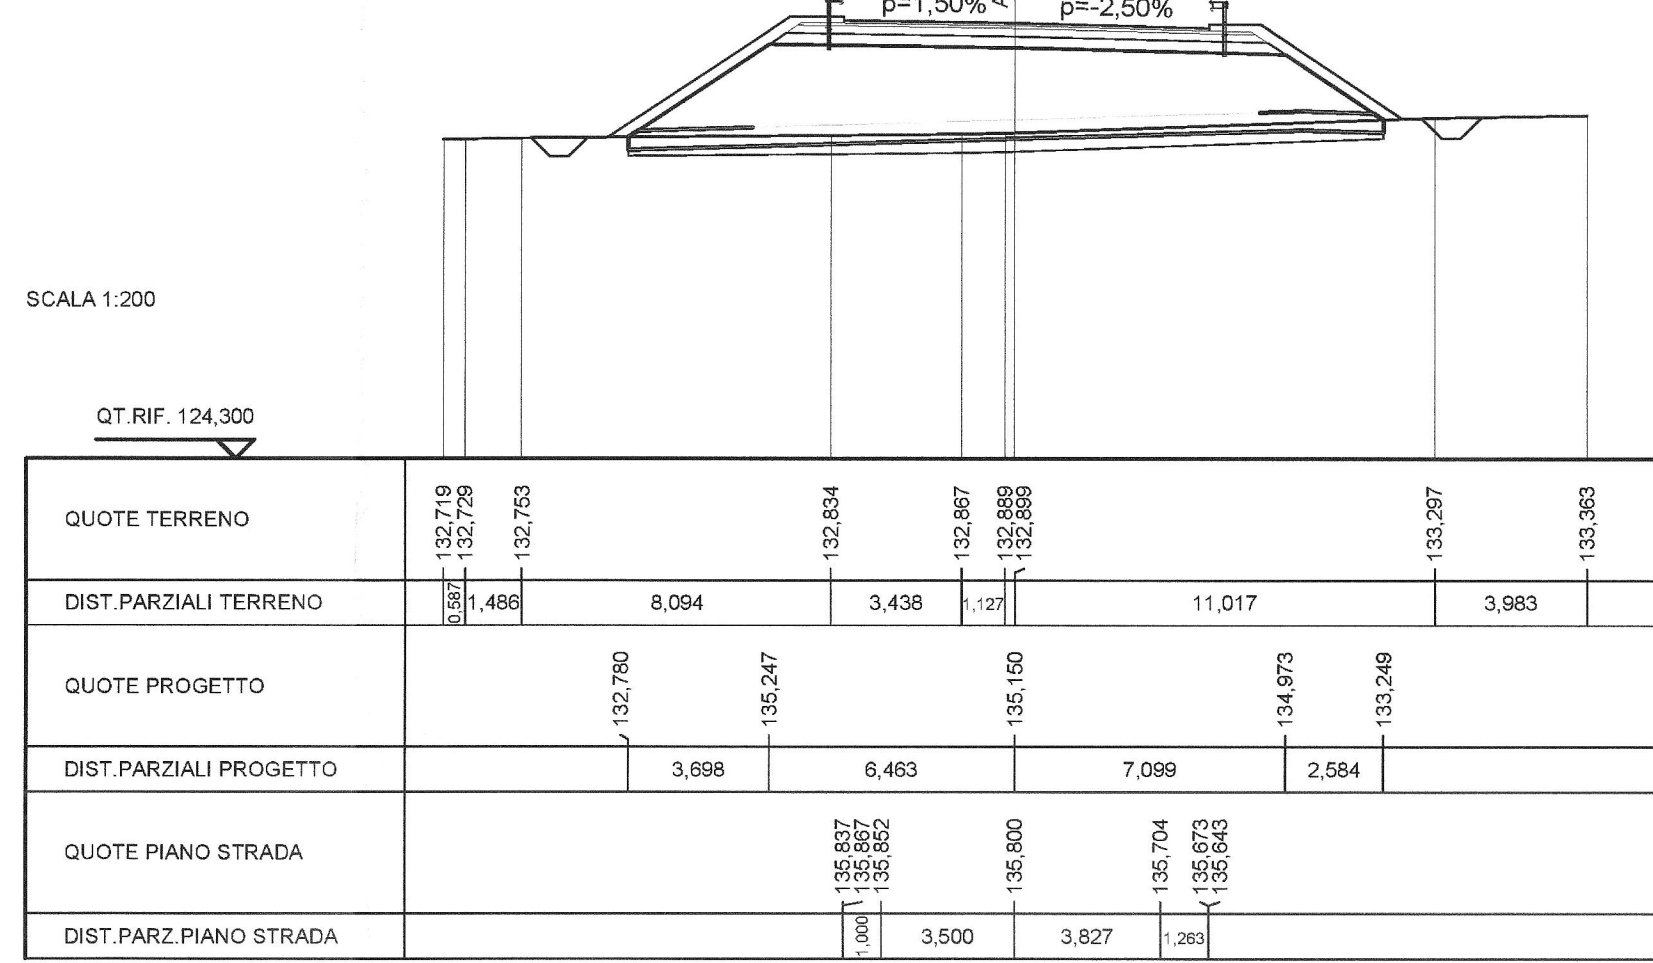 p=1,50%
p=-2,50%
SCALA 1:200
QT.RIF. 124,300
QUOTE TERRENO 132,719 132,729 132,753 132,834 132,867 132,889 132,899 133,297 133,363
DIST.PARZIALI TERRENO 0,587 1,486 8,094 3,438 1,127 11,017 3,983
QUOTE PROGETTO 132,780 135,247 135,150 134,973 133,249
DIST.PARZIALI PROGETTO 3,698 6,463 7,099 2,584
QUOTE PIANO STRADA 135,837 135,867 135,852 135,800 135,704 135,673 135,643
DIST.PARZ.PIANO STRADA 1,000 3,500 3,827 1,263